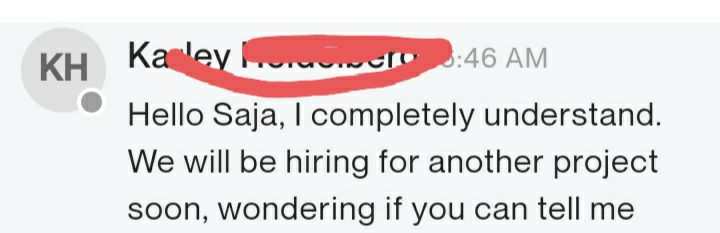 KH
:46 AM
Hello Saja, I completely understand.
We will be hiring for another project
soon, wondering if you can tell me